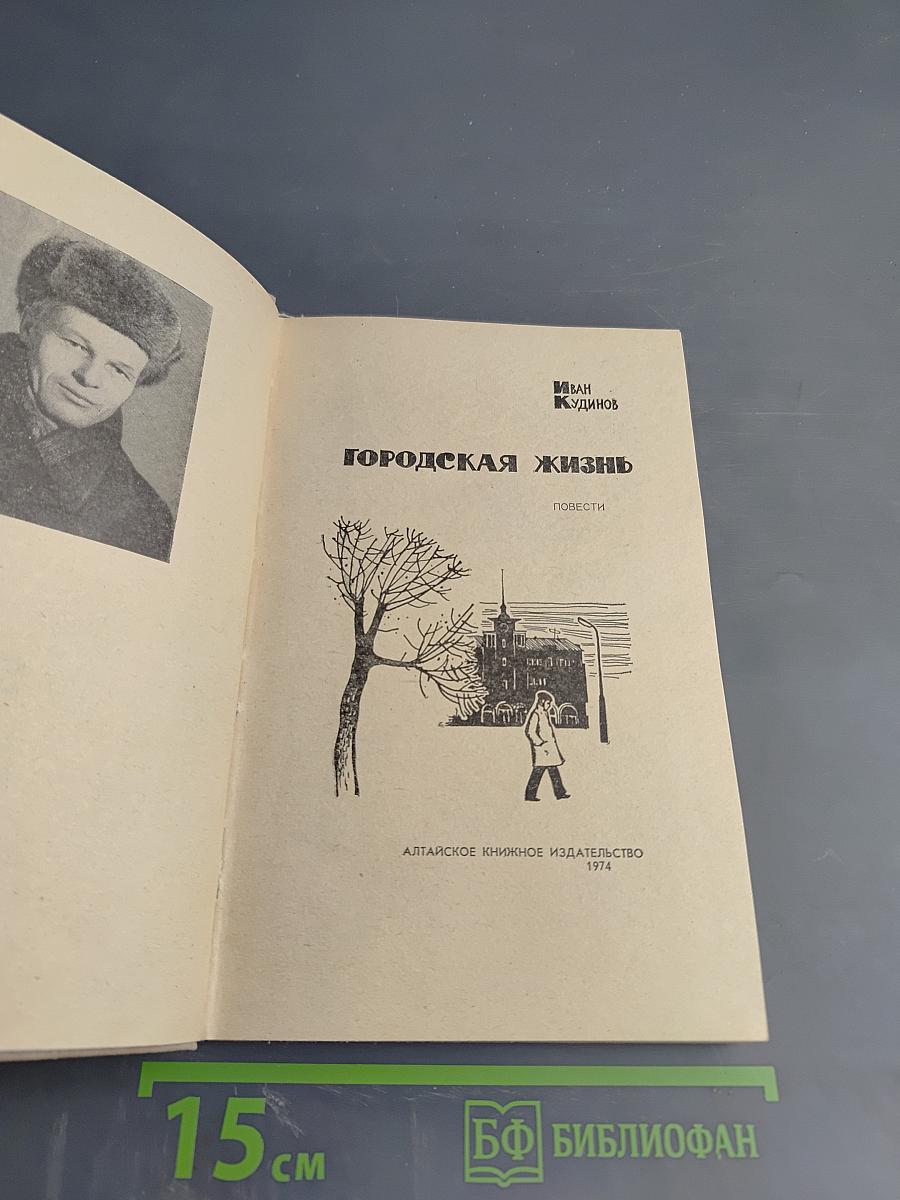 Иван
Кудинов
ГОРОДСКАЯ ЖИЗНЬ
ПОВЕСТИ
АЛТАЙСКОЕ КНИЖНОЕ ИЗДАТЕЛЬСТВО
1974
15 см
БФ БИБЛИОФАН